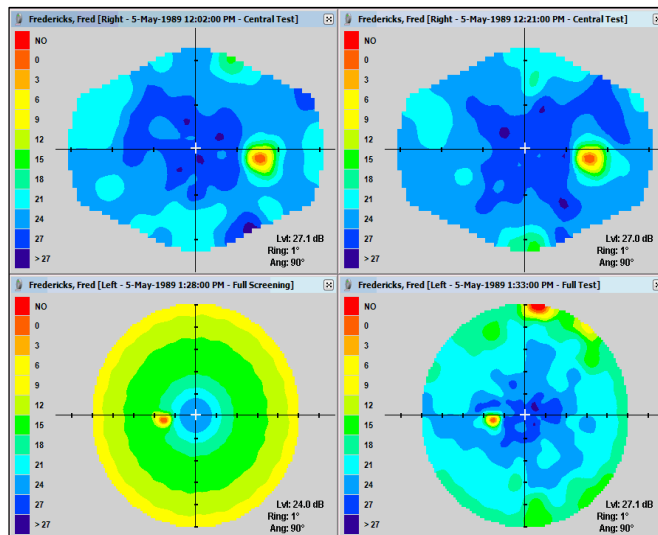 Fredericks, Fred [Right - 5-May-1989 12:02:00 PM - Central Test]
NO
0
3
6
9
12
15
18
21
24
27
> 27
Lvl: 27.1 dB
Ring: 1°
Ang: 90°
Fredericks, Fred [Right - 5-May-1989 12:21:00 PM - Central Test]
NO
0
3
6
9
12
15
18
21
24
27
> 27
Lvl: 27.0 dB
Ring: 1°
Ang: 90°
Fredericks, Fred [Left - 5-May-1989 1:28:00 PM - Full Screening]
NO
0
3
6
9
12
15
18
21
24
27
> 27
Lvl: 24.0 dB
Ring: 1°
Ang: 90°
Fredericks, Fred [Left - 5-May-1989 1:33:00 PM - Full Test]
NO
0
3
6
9
12
15
18
21
24
27
> 27
Lvl: 27.1 dB
Ring: 1°
Ang: 90°